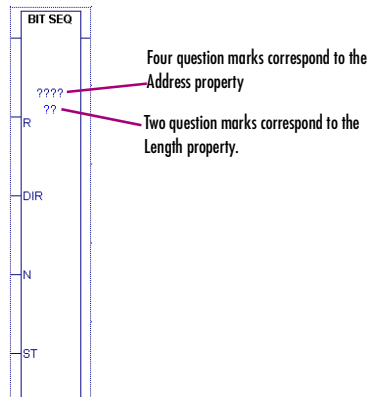 BIT SEQ
Four question marks correspond to the
Address property
????
??
Two question marks correspond to the
Length property.
R
DIR
N
ST